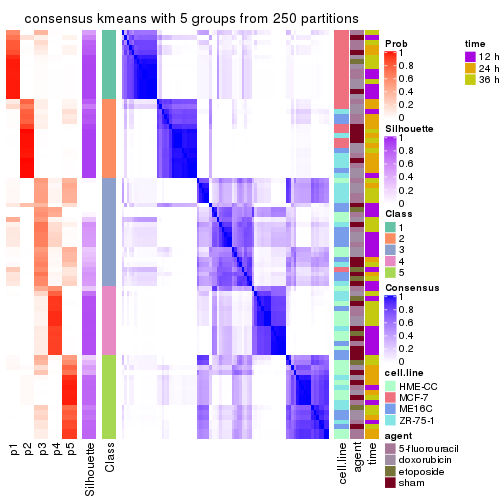 consensus kmeans with 5 groups from 250 partitions
Prob
1
0.8
0.6
0.4
0.2
0
time
12 h
24 h
36 h
Silhouette
1
0.8
0.6
0.4
0.2
0
Class
1
2
3
4
5
Consensus
1
0.8
0.6
0.4
0.2
0
cell.line
HME-CC
MCF-7
ME16C
ZR-75-1
agent
5-fluorouracil
doxorubicin
etoposide
sham
p1
p2
p3
p4
p5
Silhouette
Class
cell.line
agent
time